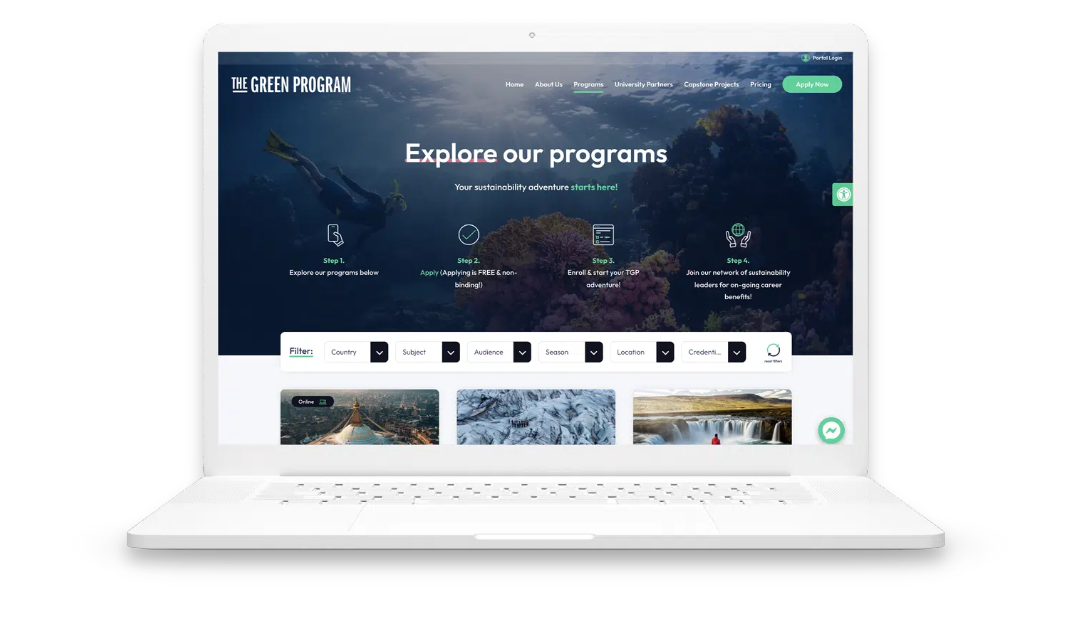 Portal Login
THE GREEN PROGRAM
Home
About Us
Programs
University Partners
Capstone Projects
Pricing
Apply Now
Explore our programs
Your sustainability adventure starts here!
Step 1.
Explore our programs below
Step 2.
Apply (Applying is FREE & non-
binding!)
Step 3.
Enroll & start your TGP
adventure!
Step 4.
Join our network of sustainability
leaders for on-going career
benefits!
Filter:
Country
Subject
Audience
Season
Location
Credenti...
reset filters
Online